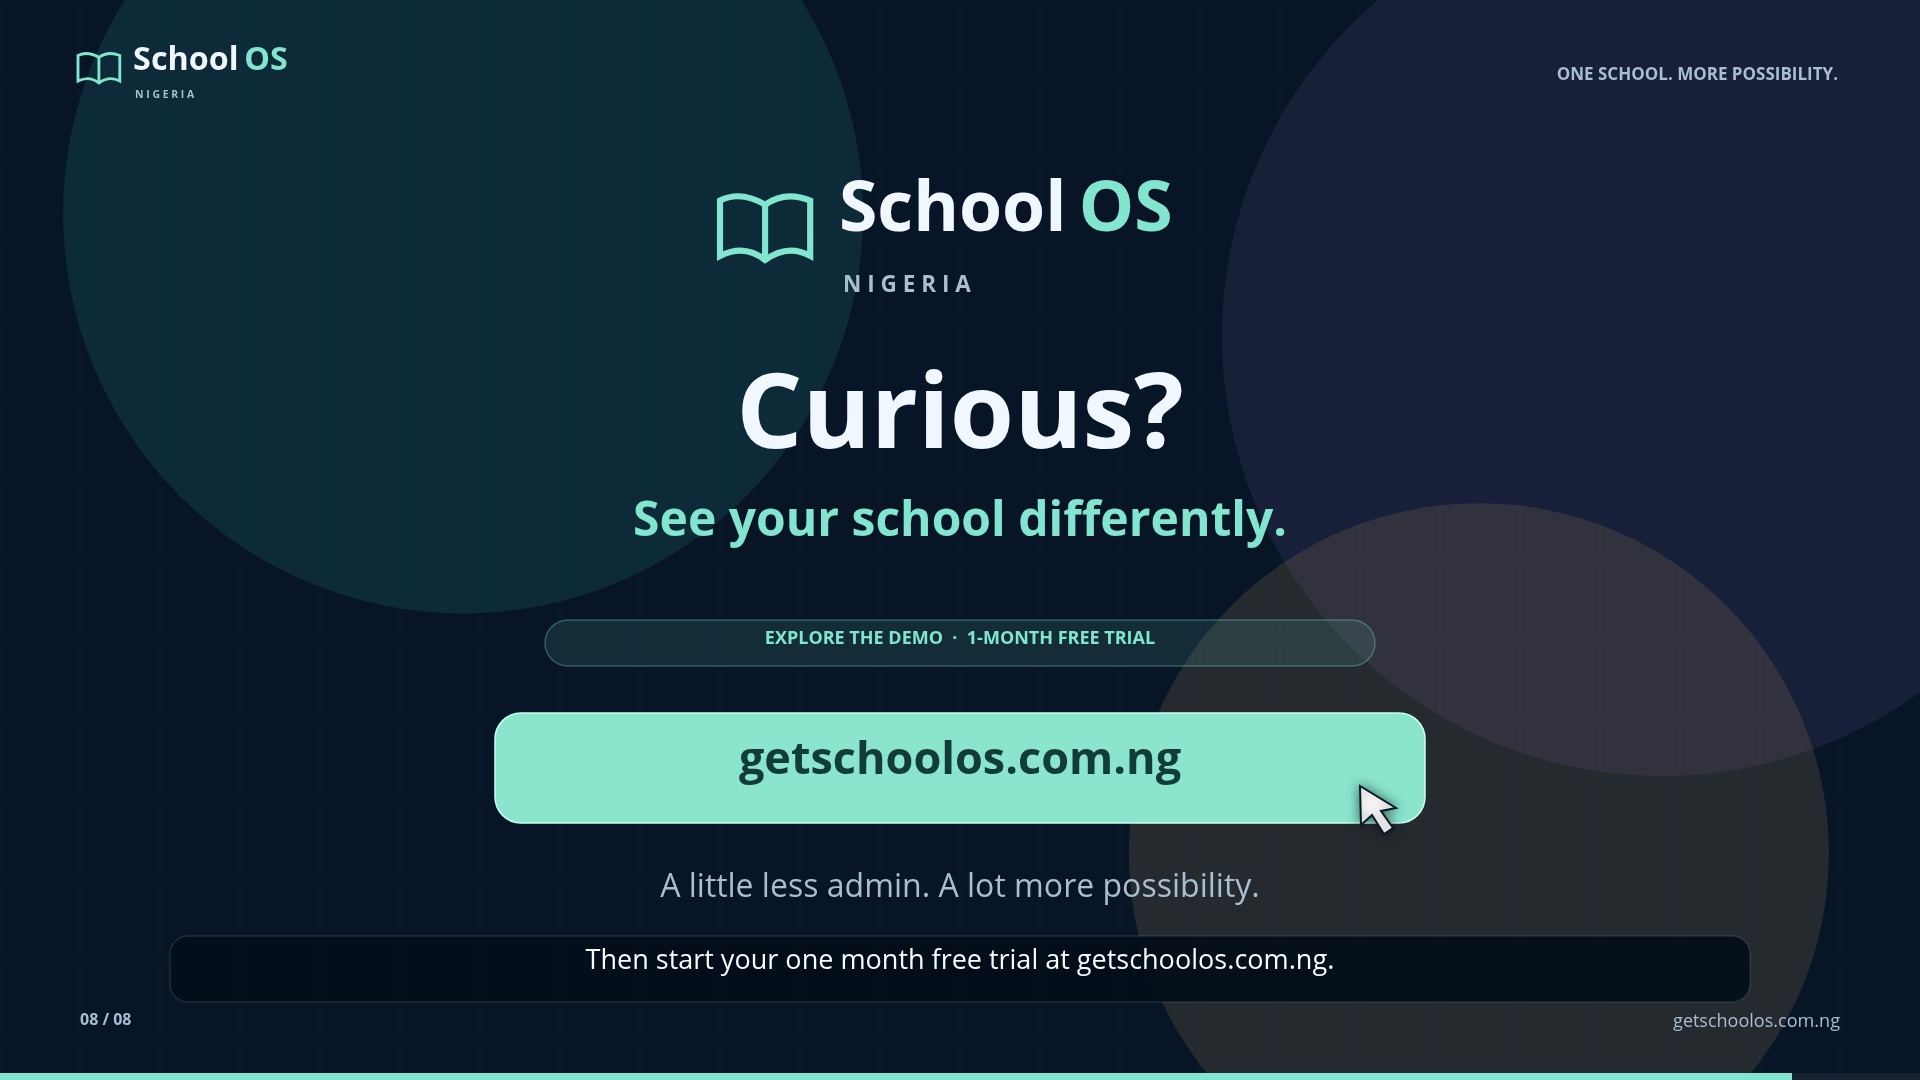 School OS
NIGERIA
ONE SCHOOL. MORE POSSIBILITY.
School OS
NIGERIA
Curious?
See your school differently.
EXPLORE THE DEMO · 1-MONTH FREE TRIAL
getschoolos.com.ng
A little less admin. A lot more possibility.
Then start your one month free trial at getschoolos.com.ng.
08 / 08
getschoolos.com.ng